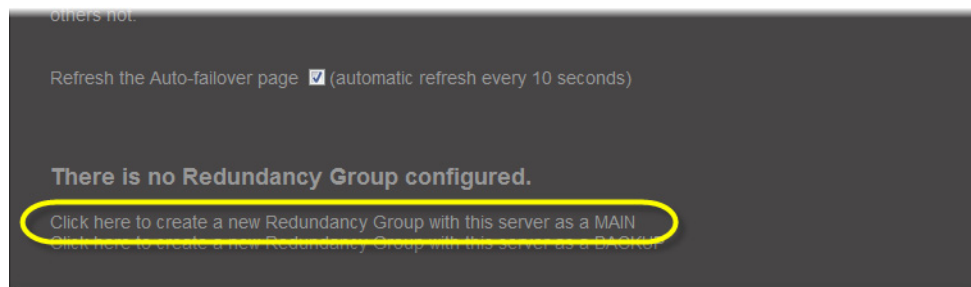 others not.
Refresh the Auto-failover page (automatic refresh every 10 seconds)
There is no Redundancy Group configured.
Click here to create a new Redundancy Group with this server as a MAIN
Click here to create a new Redundancy Group with this server as a BACKUP